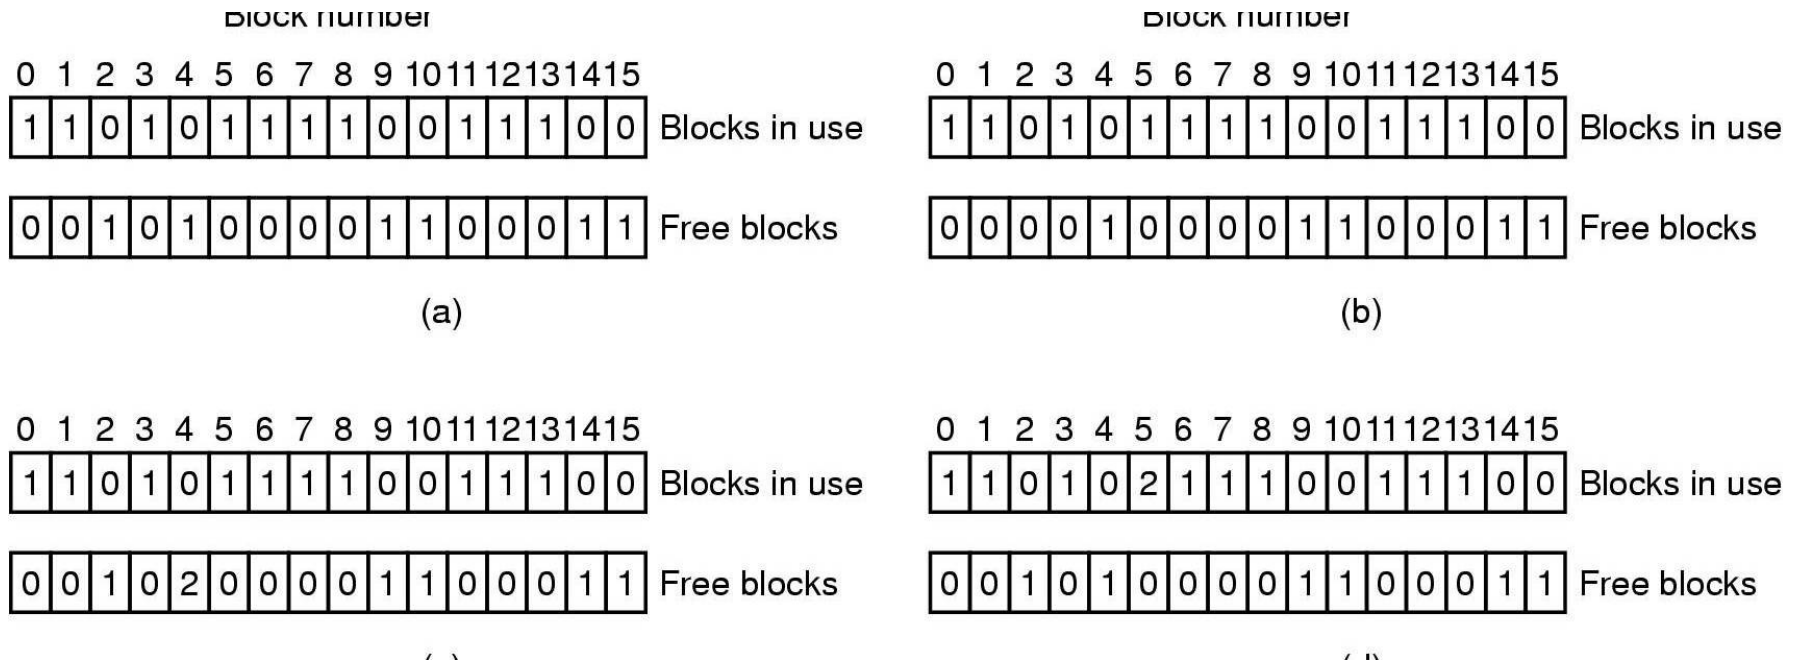 Block number
0 1 2 3 4 5 6 7 8 9 10 11 12 13 14 15
1 1 0 1 0 1 1 1 1 0 0 1 1 1 0 0 Blocks in use
0 0 1 0 1 0 0 0 0 1 1 0 0 0 1 1 Free blocks
(a)
Block number
0 1 2 3 4 5 6 7 8 9 10 11 12 13 14 15
1 1 0 1 0 1 1 1 1 0 0 1 1 1 0 0 Blocks in use
0 0 0 0 1 0 0 0 0 1 1 0 0 0 1 1 Free blocks
(b)
0 1 2 3 4 5 6 7 8 9 10 11 12 13 14 15
1 1 0 1 0 1 1 1 1 0 0 1 1 1 0 0 Blocks in use
0 0 1 0 2 0 0 0 0 1 1 0 0 0 1 1 Free blocks
(c)
0 1 2 3 4 5 6 7 8 9 10 11 12 13 14 15
1 1 0 1 0 2 1 1 1 0 0 1 1 1 0 0 Blocks in use
0 0 1 0 1 0 0 0 0 1 1 0 0 0 1 1 Free blocks
(d)